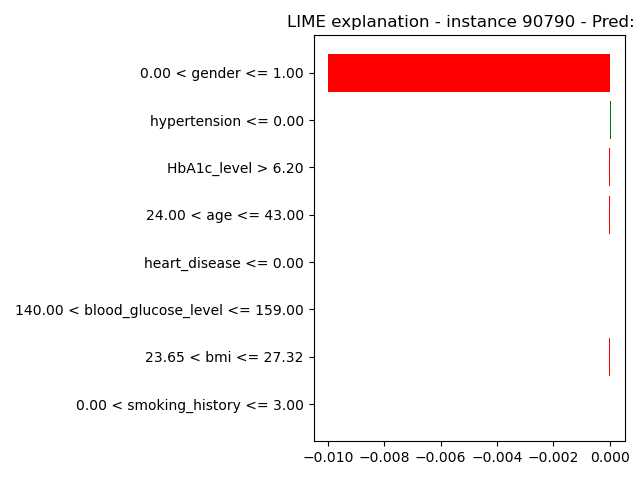 LIME explanation - instance 90790 - Pred:
0.00 < gender <= 1.00
hypertension <= 0.00
HbA1c_level > 6.20
24.00 < age <= 43.00
heart_disease <= 0.00
140.00 < blood_glucose_level <= 159.00
23.65 < bmi <= 27.32
0.00 < smoking_history <= 3.00
−0.010 −0.008 −0.006 −0.004 −0.002 0.000